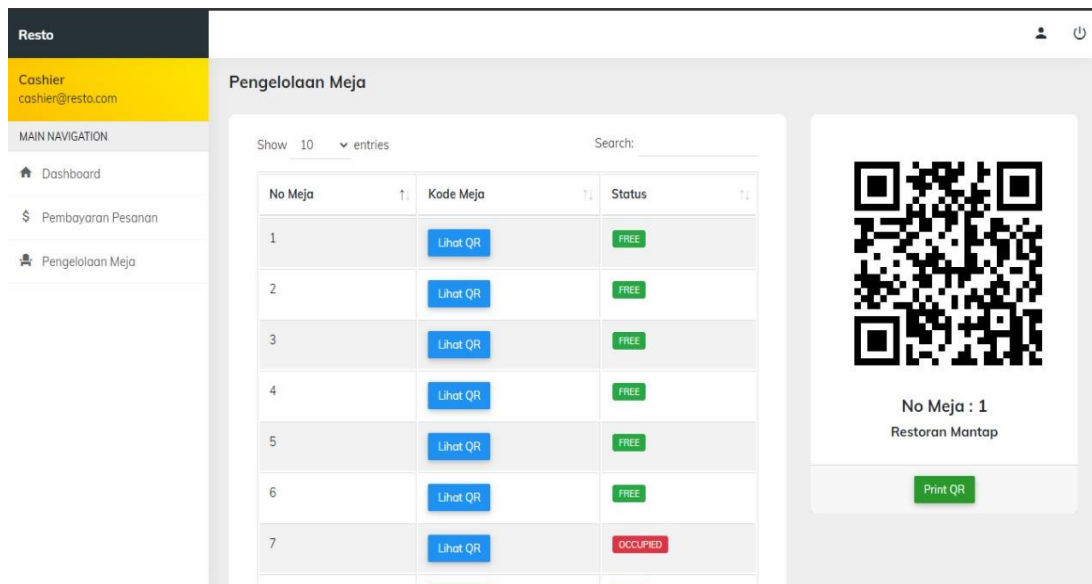 Resto
Cashier
cashier@resto.com
MAIN NAVIGATION
Dashboard
Pembayaran Pesanan
Pengelolaan Meja
Pengelolaan Meja
Show 10 entries
Search:
No Meja Kode Meja Status
1 Lihat QR FREE
2 Lihat QR FREE
3 Lihat QR FREE
4 Lihat QR FREE
5 Lihat QR FREE
6 Lihat QR FREE
7 Lihat QR OCCUPIED
No Meja : 1
Restoran Mantap
Print QR